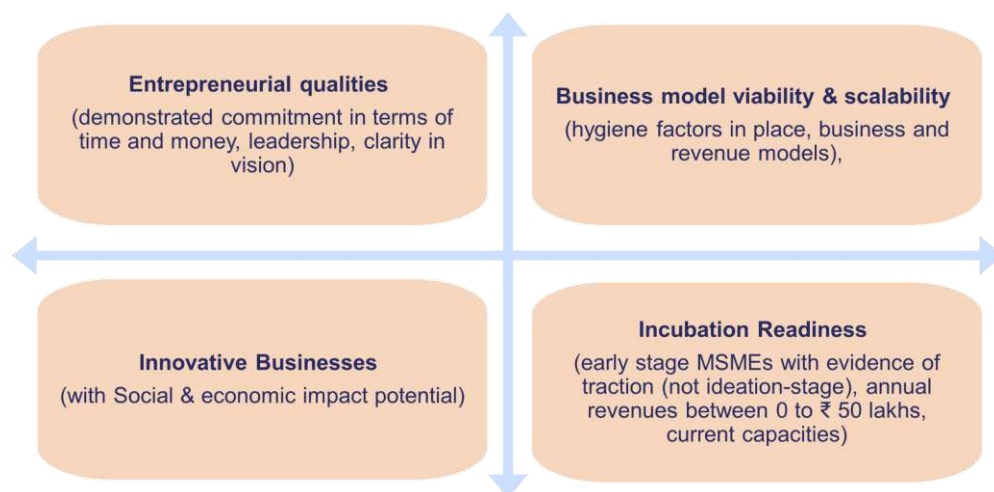 Entrepreneurial qualities
(demonstrated commitment in terms of
time and money, leadership, clarity in
vision)
Business model viability & scalability
(hygiene factors in place, business and
revenue models),
Innovative Businesses
(with Social & economic impact potential)
Incubation Readiness
(early stage MSMEs with evidence of
traction (not ideation-stage), annual
revenues between 0 to ₹ 50 lakhs,
current capacities)